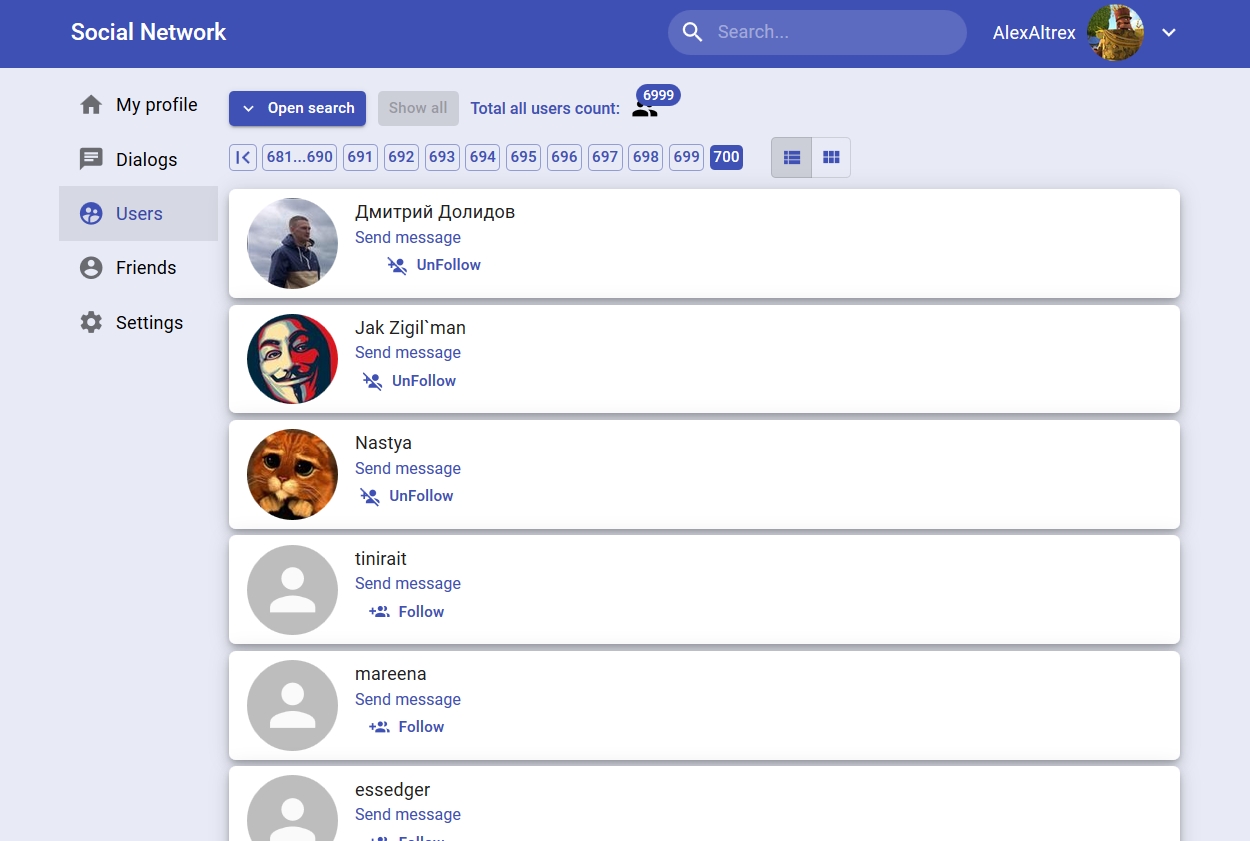 Social Network
Search...
AlexAltrex
My profile
Dialogs
Users
Friends
Settings
Open search
Show all
Total all users count:
6999
681...690 691 692 693 694 695 696 697 698 699 700
Дмитрий Долидов
Send message
UnFollow
Jak Zigil`man
Send message
UnFollow
Nastya
Send message
UnFollow
tinirait
Send message
Follow
mareena
Send message
Follow
essedger
Send message
Follow